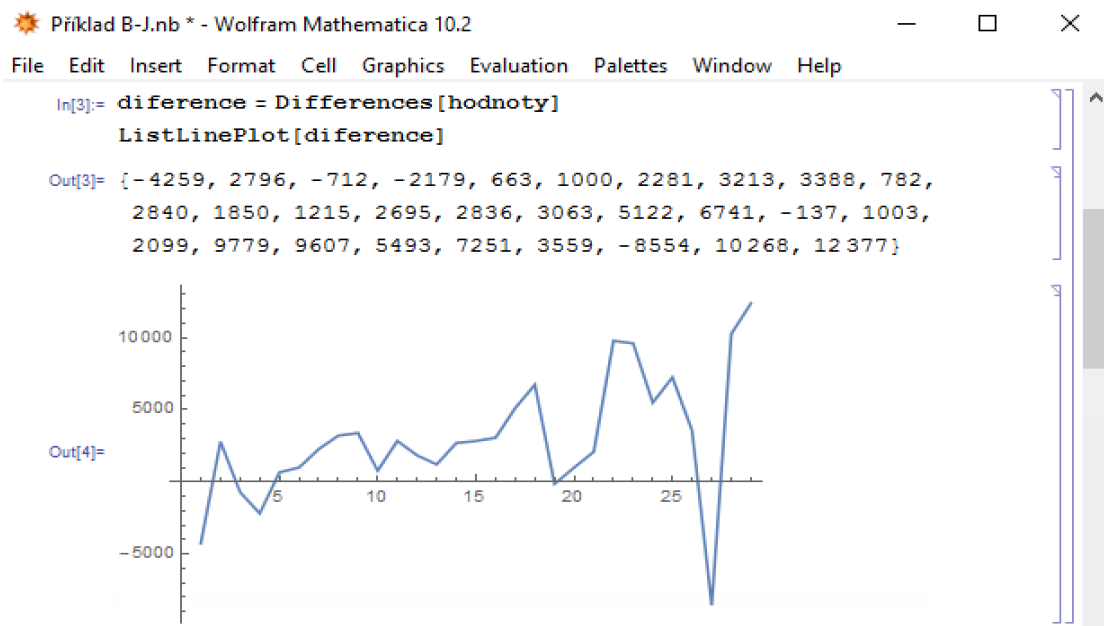 Příklad B-J.nb * - Wolfram Mathematica 10.2
File Edit Insert Format Cell Graphics Evaluation Palettes Window Help
In[3]:= diference = Differences[hodnoty]
ListLinePlot[diference]
Out[3]= {-4259, 2796, -712, -2179, 663, 1000, 2281, 3213, 3388, 782,
2840, 1850, 1215, 2695, 2836, 3063, 5122, 6741, -137, 1003,
2099, 9779, 9607, 5493, 7251, 3559, -8554, 10268, 12377}
10000
5000
Out[4]=
5 10 15 20 25
-5000